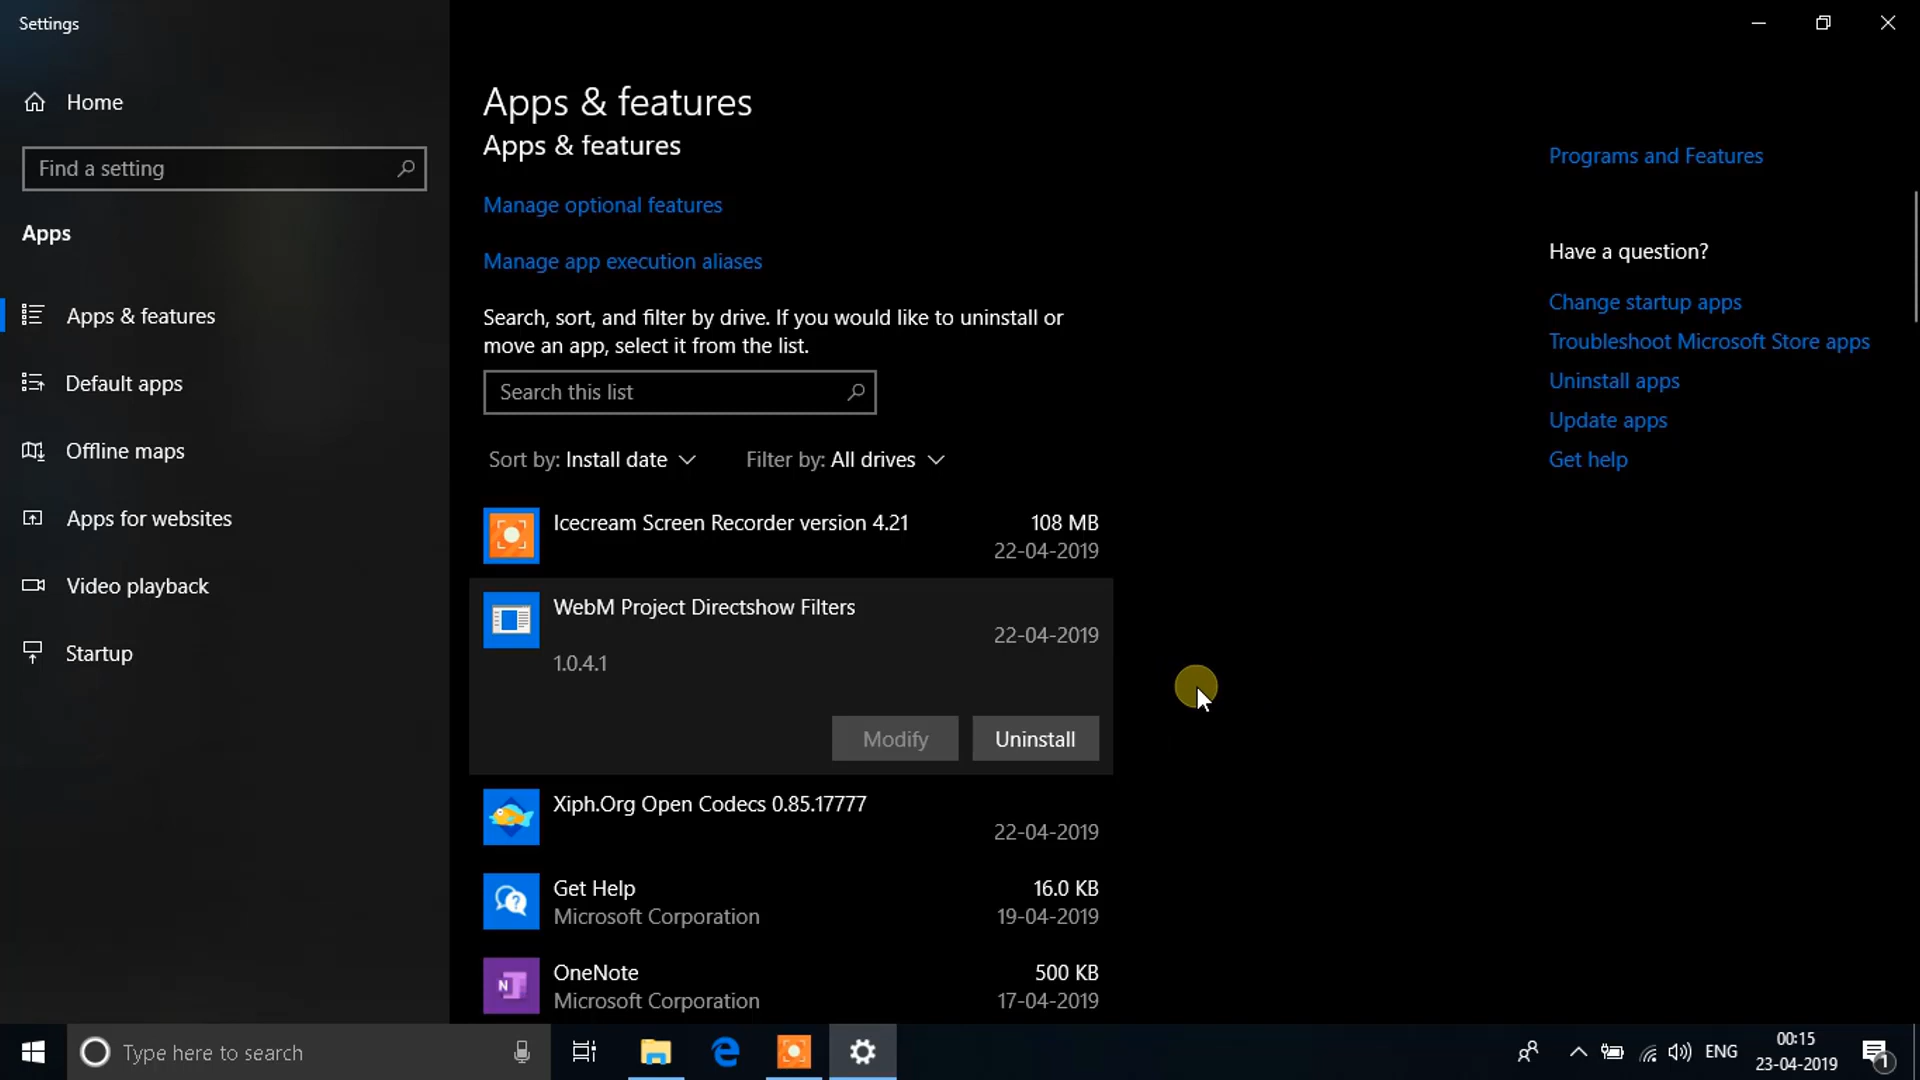 Settings
Home
Find a setting
Apps
Apps & features
Default apps
Offline maps
Apps for websites
Video playback
Startup
Apps & features
Apps & features
Manage optional features
Manage app execution aliases
Search, sort, and filter by drive. If you would like to uninstall or
move an app, select it from the list.
Search this list
Sort by: Install date
Filter by: All drives
Icecream Screen Recorder version 4.21
108 MB
22-04-2019
WebM Project Directshow Filters
22-04-2019
1.0.4.1
Modify
Uninstall
Xiph.Org Open Codecs 0.85.17777
22-04-2019
Get Help
16.0 KB
Microsoft Corporation
19-04-2019
OneNote
500 KB
Microsoft Corporation
17-04-2019
Programs and Features
Have a question?
Change startup apps
Troubleshoot Microsoft Store apps
Uninstall apps
Update apps
Get help
Type here to search
ENG
00:15
23-04-2019
1